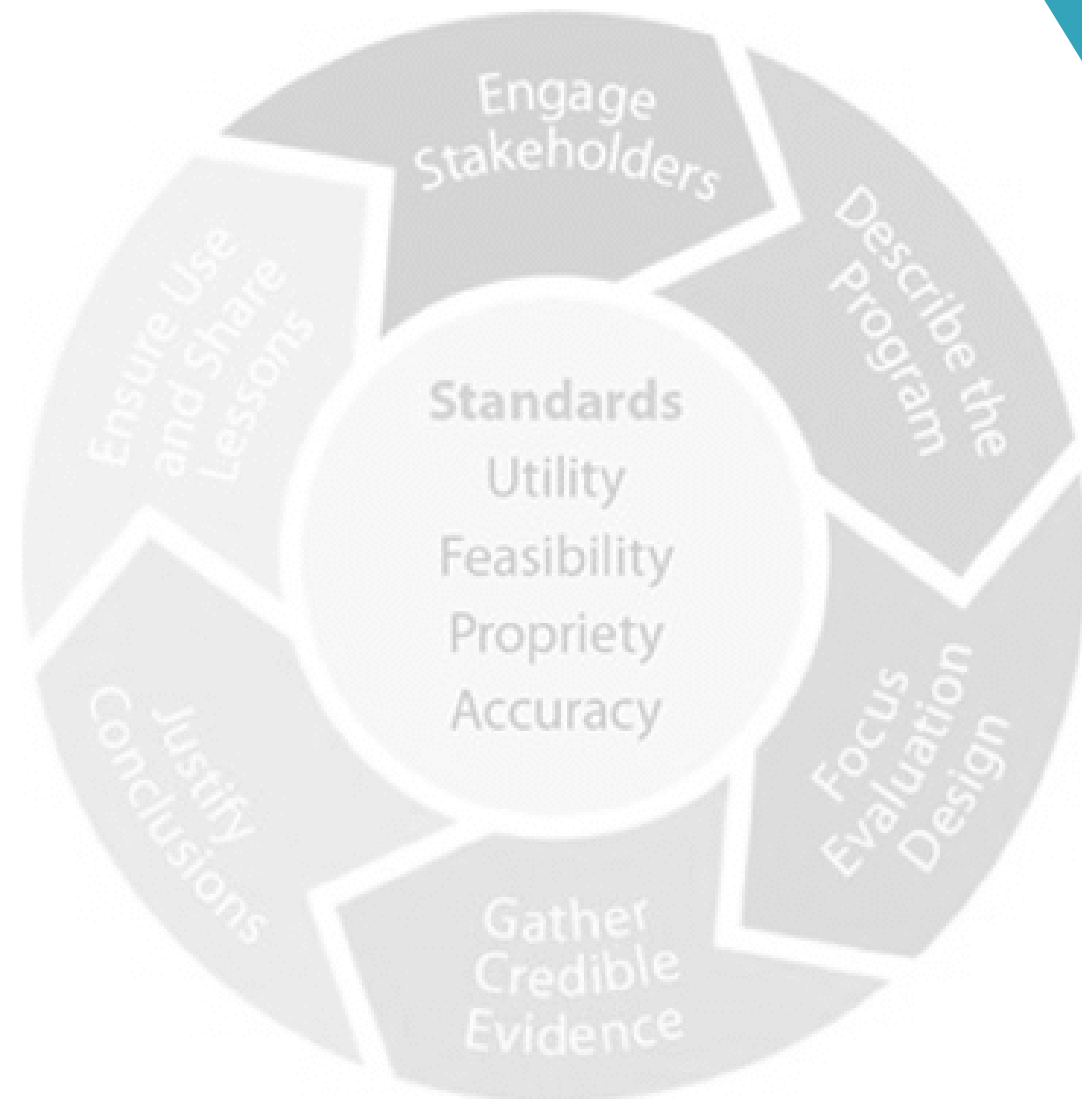 Engage
Stakeholders
Describe the
Program
Focus
Evaluation
Design
Gather
Credible
Evidence
Justify
Conclusions
Ensure Use
and Share
Lessons
Standards
Utility
Feasibility
Propriety
Accuracy